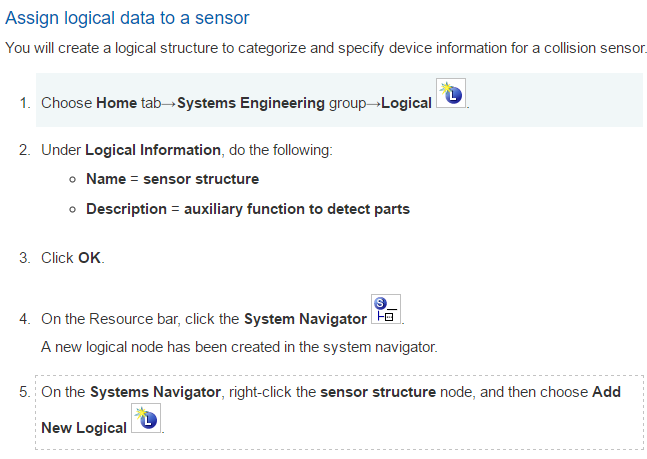 Assign logical data to a sensor
You will create a logical structure to categorize and specify device information for a collision sensor.
1. Choose Home tab→Systems Engineering group→Logical L.
2. Under Logical Information, do the following:
Name = sensor structure
Description = auxiliary function to detect parts
3. Click OK.
4. On the Resource bar, click the System Navigator S.
A new logical node has been created in the system navigator.
5. On the Systems Navigator, right-click the sensor structure node, and then choose Add
New Logical L.